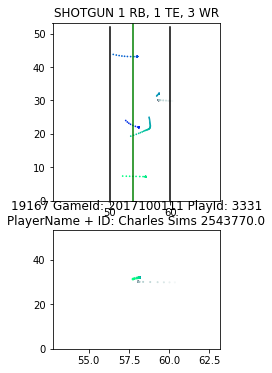 SHOTGUN 1 RB, 1 TE, 3 WR
50
40
30
20
10
0
50
60
19167 GameId: 2017100111 PlayId: 3331
PlayerName + ID: Charles Sims 2543770.0
40
20
0
55.0 57.5 60.0 62.5